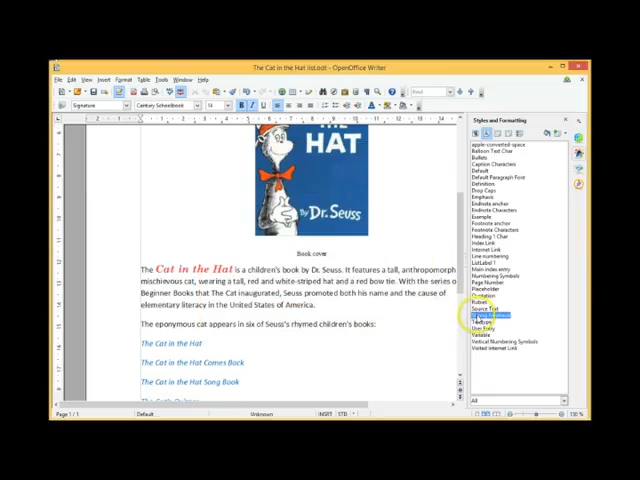 The Cat in the Hat list.odt - OpenOffice Writer
File Edit View Insert Format Table Tools Window Help
Find
Signature
Century Schoolbook
14
HAT
By Dr. Seuss
Book cover
The Cat in the Hat is a children's book by Dr. Seuss. It features a tall, anthropomorph
mischievous cat, wearing a tall, red and white-striped hat and a red bow tie. With the series o
Beginner Books that The Cat inaugurated, Seuss promoted both his name and the cause of
elementary literacy in the United States of America.
The eponymous cat appears in six of Seuss's rhymed children's books:
The Cat in the Hat
The Cat in the Hat Comes Back
The Cat in the Hat Song Book
The Cat's Quizzer
Styles and Formatting
apple-converted-space
Balloon Text Char
Bullets
Caption Characters
Default
Default Paragraph Font
Definition
Drop Caps
Emphasis
Endnote anchor
Endnote Characters
Example
Footnote anchor
Footnote Characters
Heading 1 Char
Index Link
Internet Link
Line numbering
ListLabel 1
Main index entry
Numbering Symbols
Page Number
Placeholder
Quotation
Rubies
Source Text
Strong Emphasis
Teletype
User Entry
Variable
Vertical Numbering Symbols
Visited Internet Link
All
Page 1 / 1
Default
Unknown
INSRT
STD
130 %